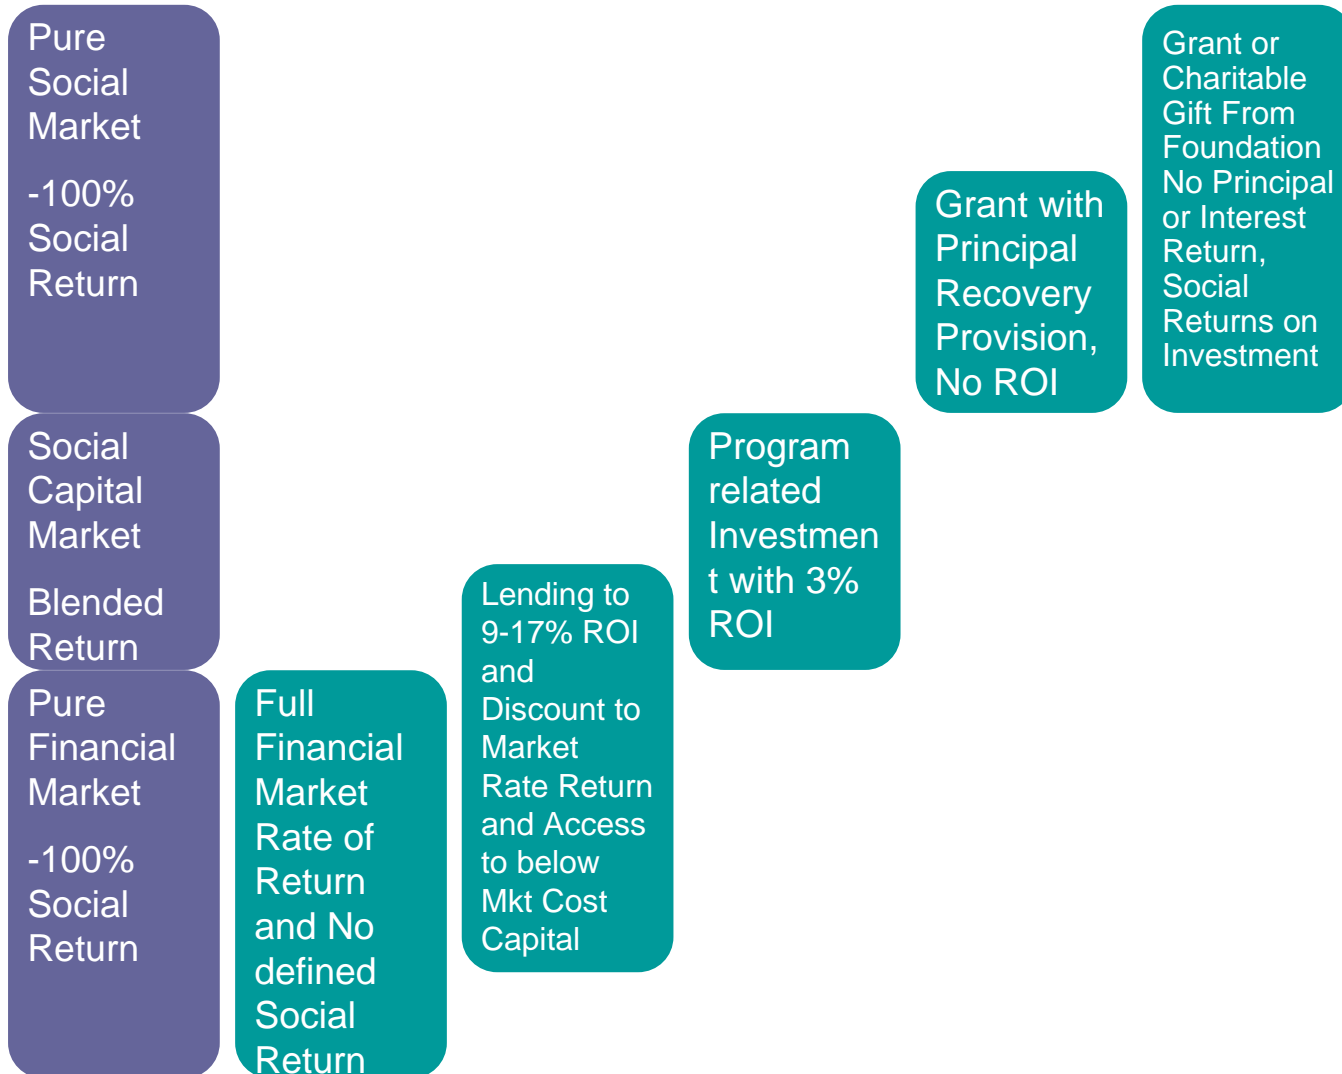 Pure
Social
Market
-100%
Social
Return
Social
Capital
Market
Blended
Return
Pure
Financial
Market
-100%
Social
Return
Full
Financial
Market
Rate of
Return
and No
defined
Social
Return
Lending to
9-17% ROI
and
Discount to
Market
Rate Return
and Access
to below
Mkt Cost
Capital
Program
related
Investmen
t with 3%
ROI
Grant with
Principal
Recovery
Provision,
No ROI
Grant or
Charitable
Gift From
Foundation
No Principal
or Interest
Return,
Social
Returns on
Investment